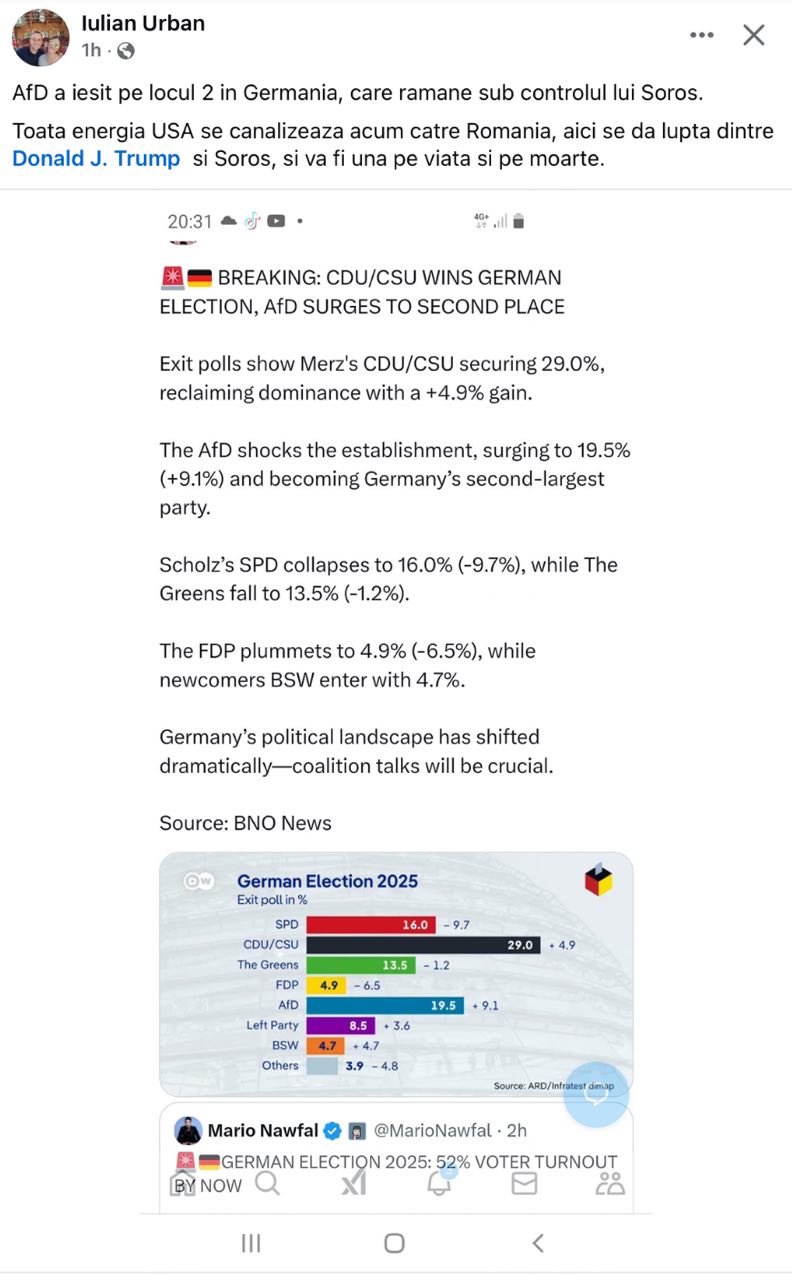 Iulian Urban
1h ·
AfD a iesit pe locul 2 in Germania, care ramane sub controlul lui Soros.
Toata energia USA se canalizeaza acum catre Romania, aici se da lupta dintre
Donald J. Trump si Soros, si va fi una pe viata si pe moarte.
20:31
4G+
🚨🇩🇪 BREAKING: CDU/CSU WINS GERMAN
ELECTION, AfD SURGES TO SECOND PLACE
Exit polls show Merz's CDU/CSU securing 29.0%,
reclaiming dominance with a +4.9% gain.
The AfD shocks the establishment, surging to 19.5%
(+9.1%) and becoming Germany’s second-largest
party.
Scholz’s SPD collapses to 16.0% (-9.7%), while The
Greens fall to 13.5% (-1.2%).
The FDP plummets to 4.9% (-6.5%), while
newcomers BSW enter with 4.7%.
Germany’s political landscape has shifted
dramatically—coalition talks will be crucial.
Source: BNO News
DW German Election 2025
Exit poll in %
SPD 16.0 – 9.7
CDU/CSU 29.0 + 4.9
The Greens 13.5 – 1.2
FDP 4.9 – 6.5
AfD 19.5 + 9.1
Left Party 8.5 + 3.6
BSW 4.7 + 4.7
Others 3.9 – 4.8
Source: ARD/Infratest dimap
Mario Nawfal @MarioNawfal · 2h
🚨🇩🇪GERMAN ELECTION 2025: 52% VOTER TURNOUT
BY NOW